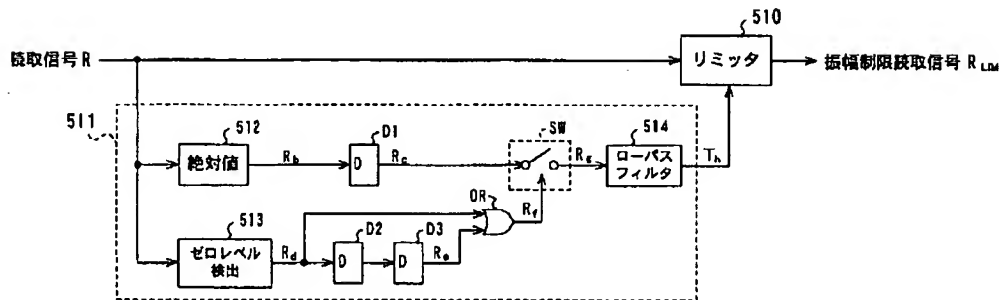 510
読取信号 R
リミッタ
振幅制限読取信号 R LIM
511
512
D1
SW
514
絶対値
Rb
D
Rc
Rg
ローパス
フィルタ
Th
OR
Rf
513
D2
D3
ゼロレベル
検出
Rd
D
D
Re